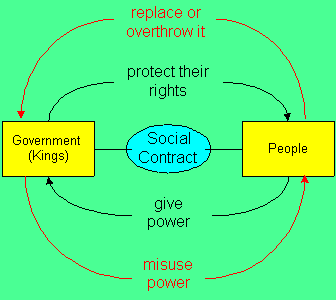 replace or
overthrow it
protect their
rights
Government
(Kings)
Social
Contract
People
give
power
misuse
power